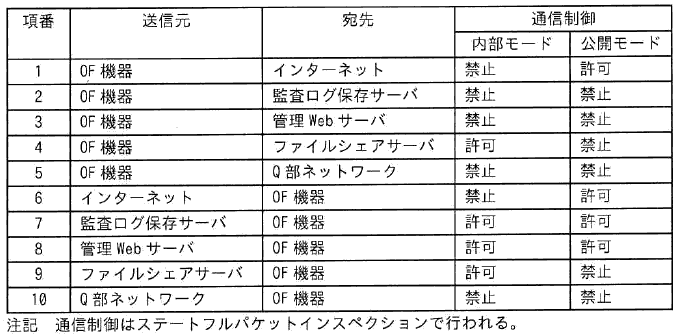 項番 送信元 宛先 通信制御
内部モード 公開モード
1 OF 機器 インターネット 禁止 許可
2 OF 機器 監査ログ保存サーバ 禁止 禁止
3 OF 機器 管理 Web サーバ 禁止 禁止
4 OF 機器 ファイルシェアサーバ 許可 禁止
5 OF 機器 Q 部ネットワーク 禁止 禁止
6 インターネット OF 機器 禁止 許可
7 監査ログ保存サーバ OF 機器 許可 許可
8 管理 Web サーバ OF 機器 許可 許可
9 ファイルシェアサーバ OF 機器 許可 禁止
10 Q 部ネットワーク OF 機器 禁止 禁止
注記 通信制御はステートフルパケットインスペクションで行われる。